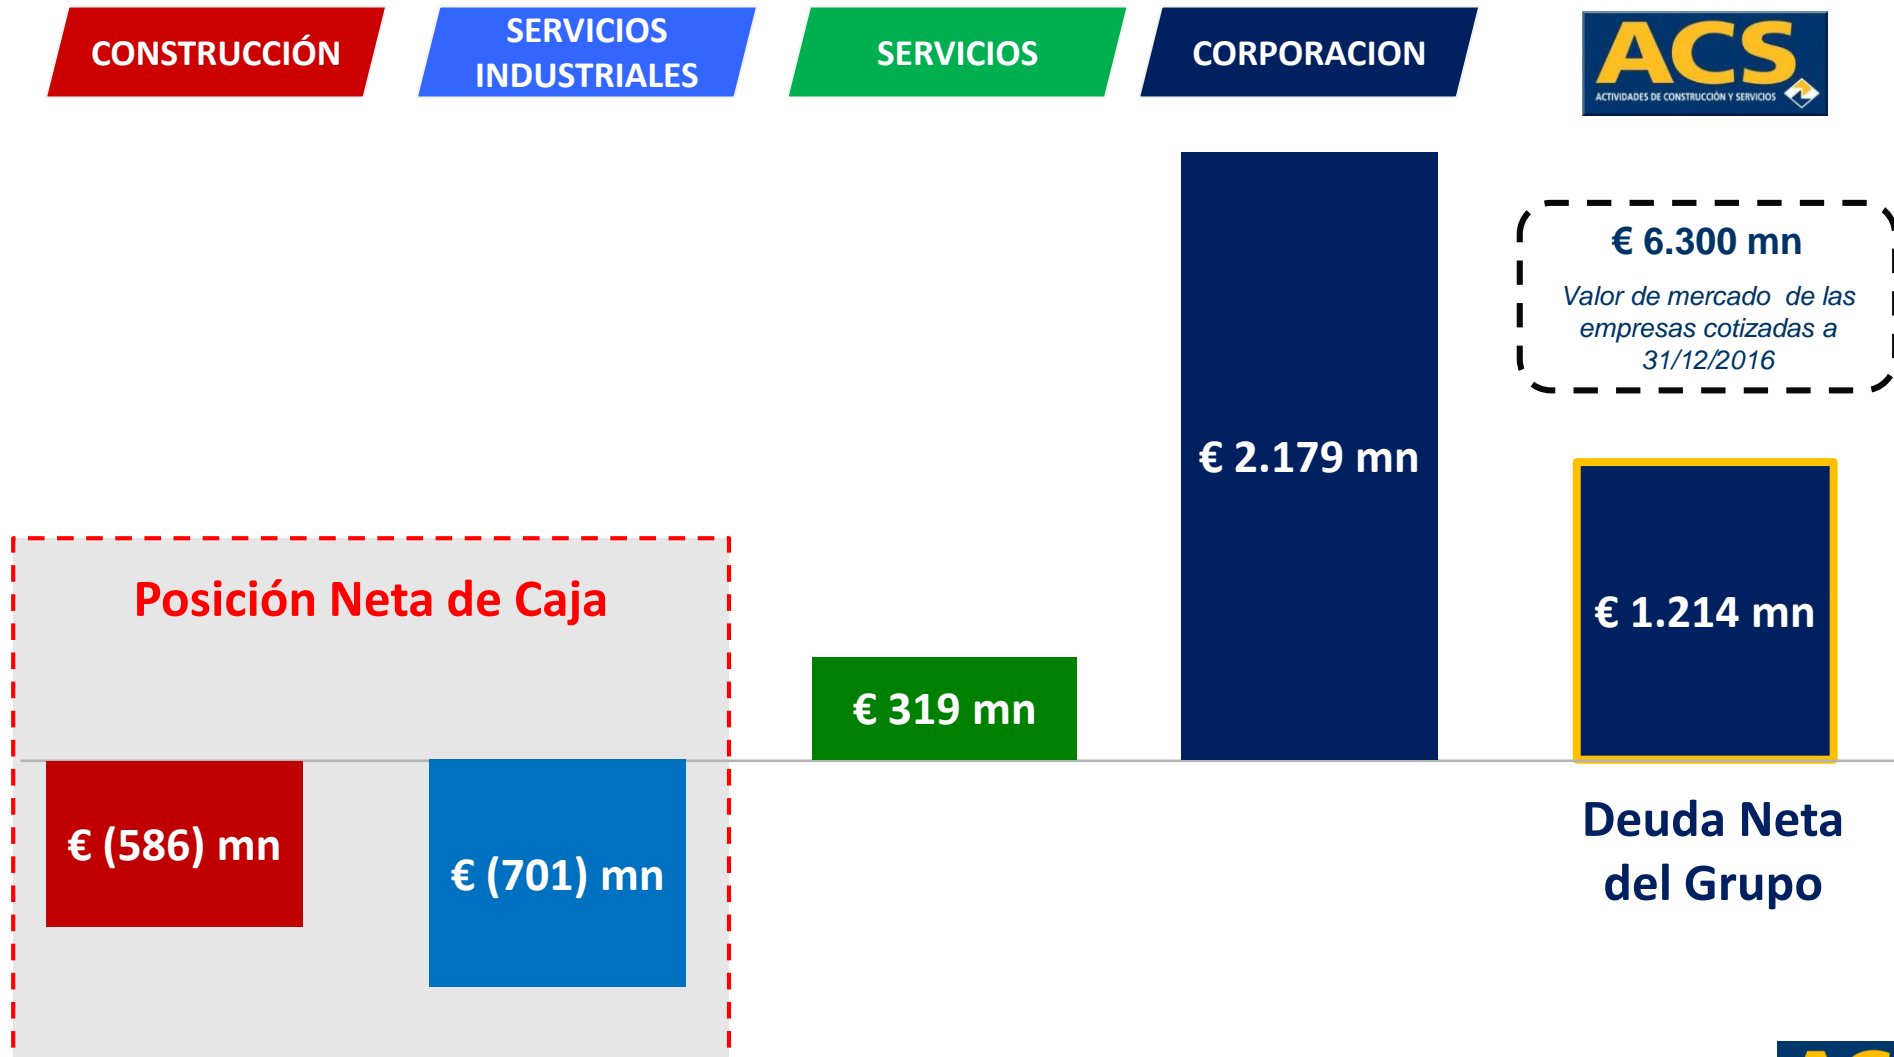 CONSTRUCCIÓN
SERVICIOS
INDUSTRIALES
SERVICIOS
CORPORACION
ACS
ACTIVIDADES DE CONSTRUCCIÓN Y SERVICIOS
€ 6.300 mn
Valor de mercado de las
empresas cotizadas a
31/12/2016
€ 2.179 mn
€ 1.214 mn
Posición Neta de Caja
€ 319 mn
€ (586) mn
€ (701) mn
Deuda Neta
del Grupo